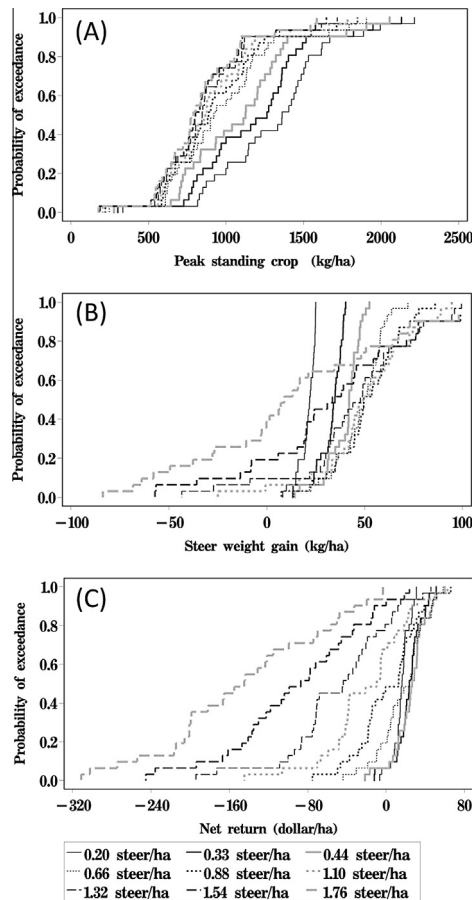 (A)
Probability of exceedance
1.0
0.8
0.6
0.4
0.2
0.0
0 500 1000 1500 2000 2500
Peak standing crop (kg/ha)
(B)
Probability of exceedance
1.0
0.8
0.6
0.4
0.2
0.0
−100 −50 0 50 100
Steer weight gain (kg/ha)
(C)
Probability of exceedance
1.0
0.8
0.6
0.4
0.2
0.0
−320 −240 −160 −80 0 80
Net return (dollar/ha)
0.20 steer/ha 0.33 steer/ha 0.44 steer/ha
0.66 steer/ha 0.88 steer/ha 1.10 steer/ha
1.32 steer/ha 1.54 steer/ha 1.76 steer/ha